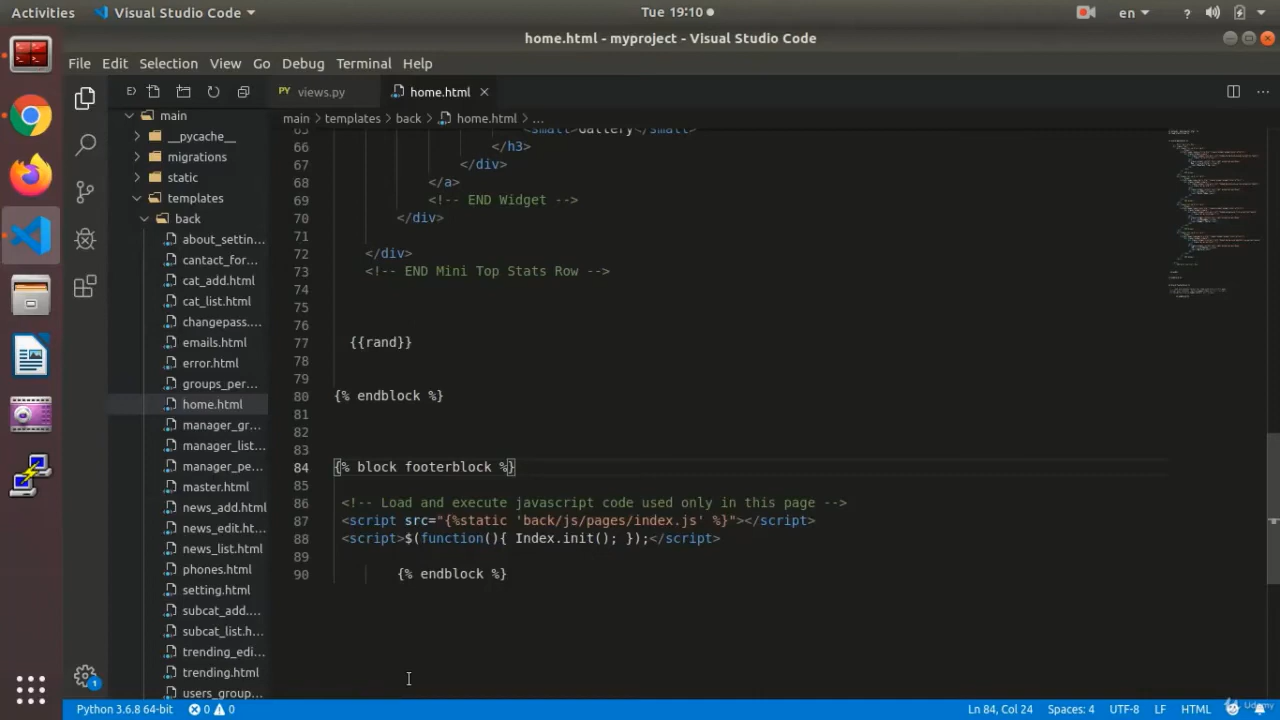 Activities
Visual Studio Code
Tue 19:10
en
home.html - myproject - Visual Studio Code
File Edit Selection View Go Debug Terminal Help
views.py
home.html
main
main > templates > back > home.html > ...
__pycache__
migrations
static
templates
back
about_settin...
cantact_for...
cat_add.html
cat_list.html
changepass....
emails.html
error.html
groups_per...
home.html
manager_gr...
manager_list...
manager_pe...
master.html
news_add.html
news_edit.html
news_list.html
phones.html
setting.html
subcat_add....
subcat_list.h...
trending_edi...
trending.html
users_group...
65 <small>Gallery</small>
66 </h3>
67 </div>
68 </a>
69 <!-- END Widget -->
70 </div>
71
72 </div>
73 <!-- END Mini Top Stats Row -->
74
75
76
77 {{rand}}
78
79
80 {% endblock %}
81
82
83
84 {% block footerblock %}
85
86 <!-- Load and execute javascript code used only in this page -->
87 <script src="{%static 'back/js/pages/index.js' %}"></script>
88 <script>$(function(){ Index.init(); });</script>
89
90 {% endblock %}
1
Python 3.6.8 64-bit 0 0
Ln 84, Col 24 Spaces: 4 UTF-8 LF HTML
Udemy